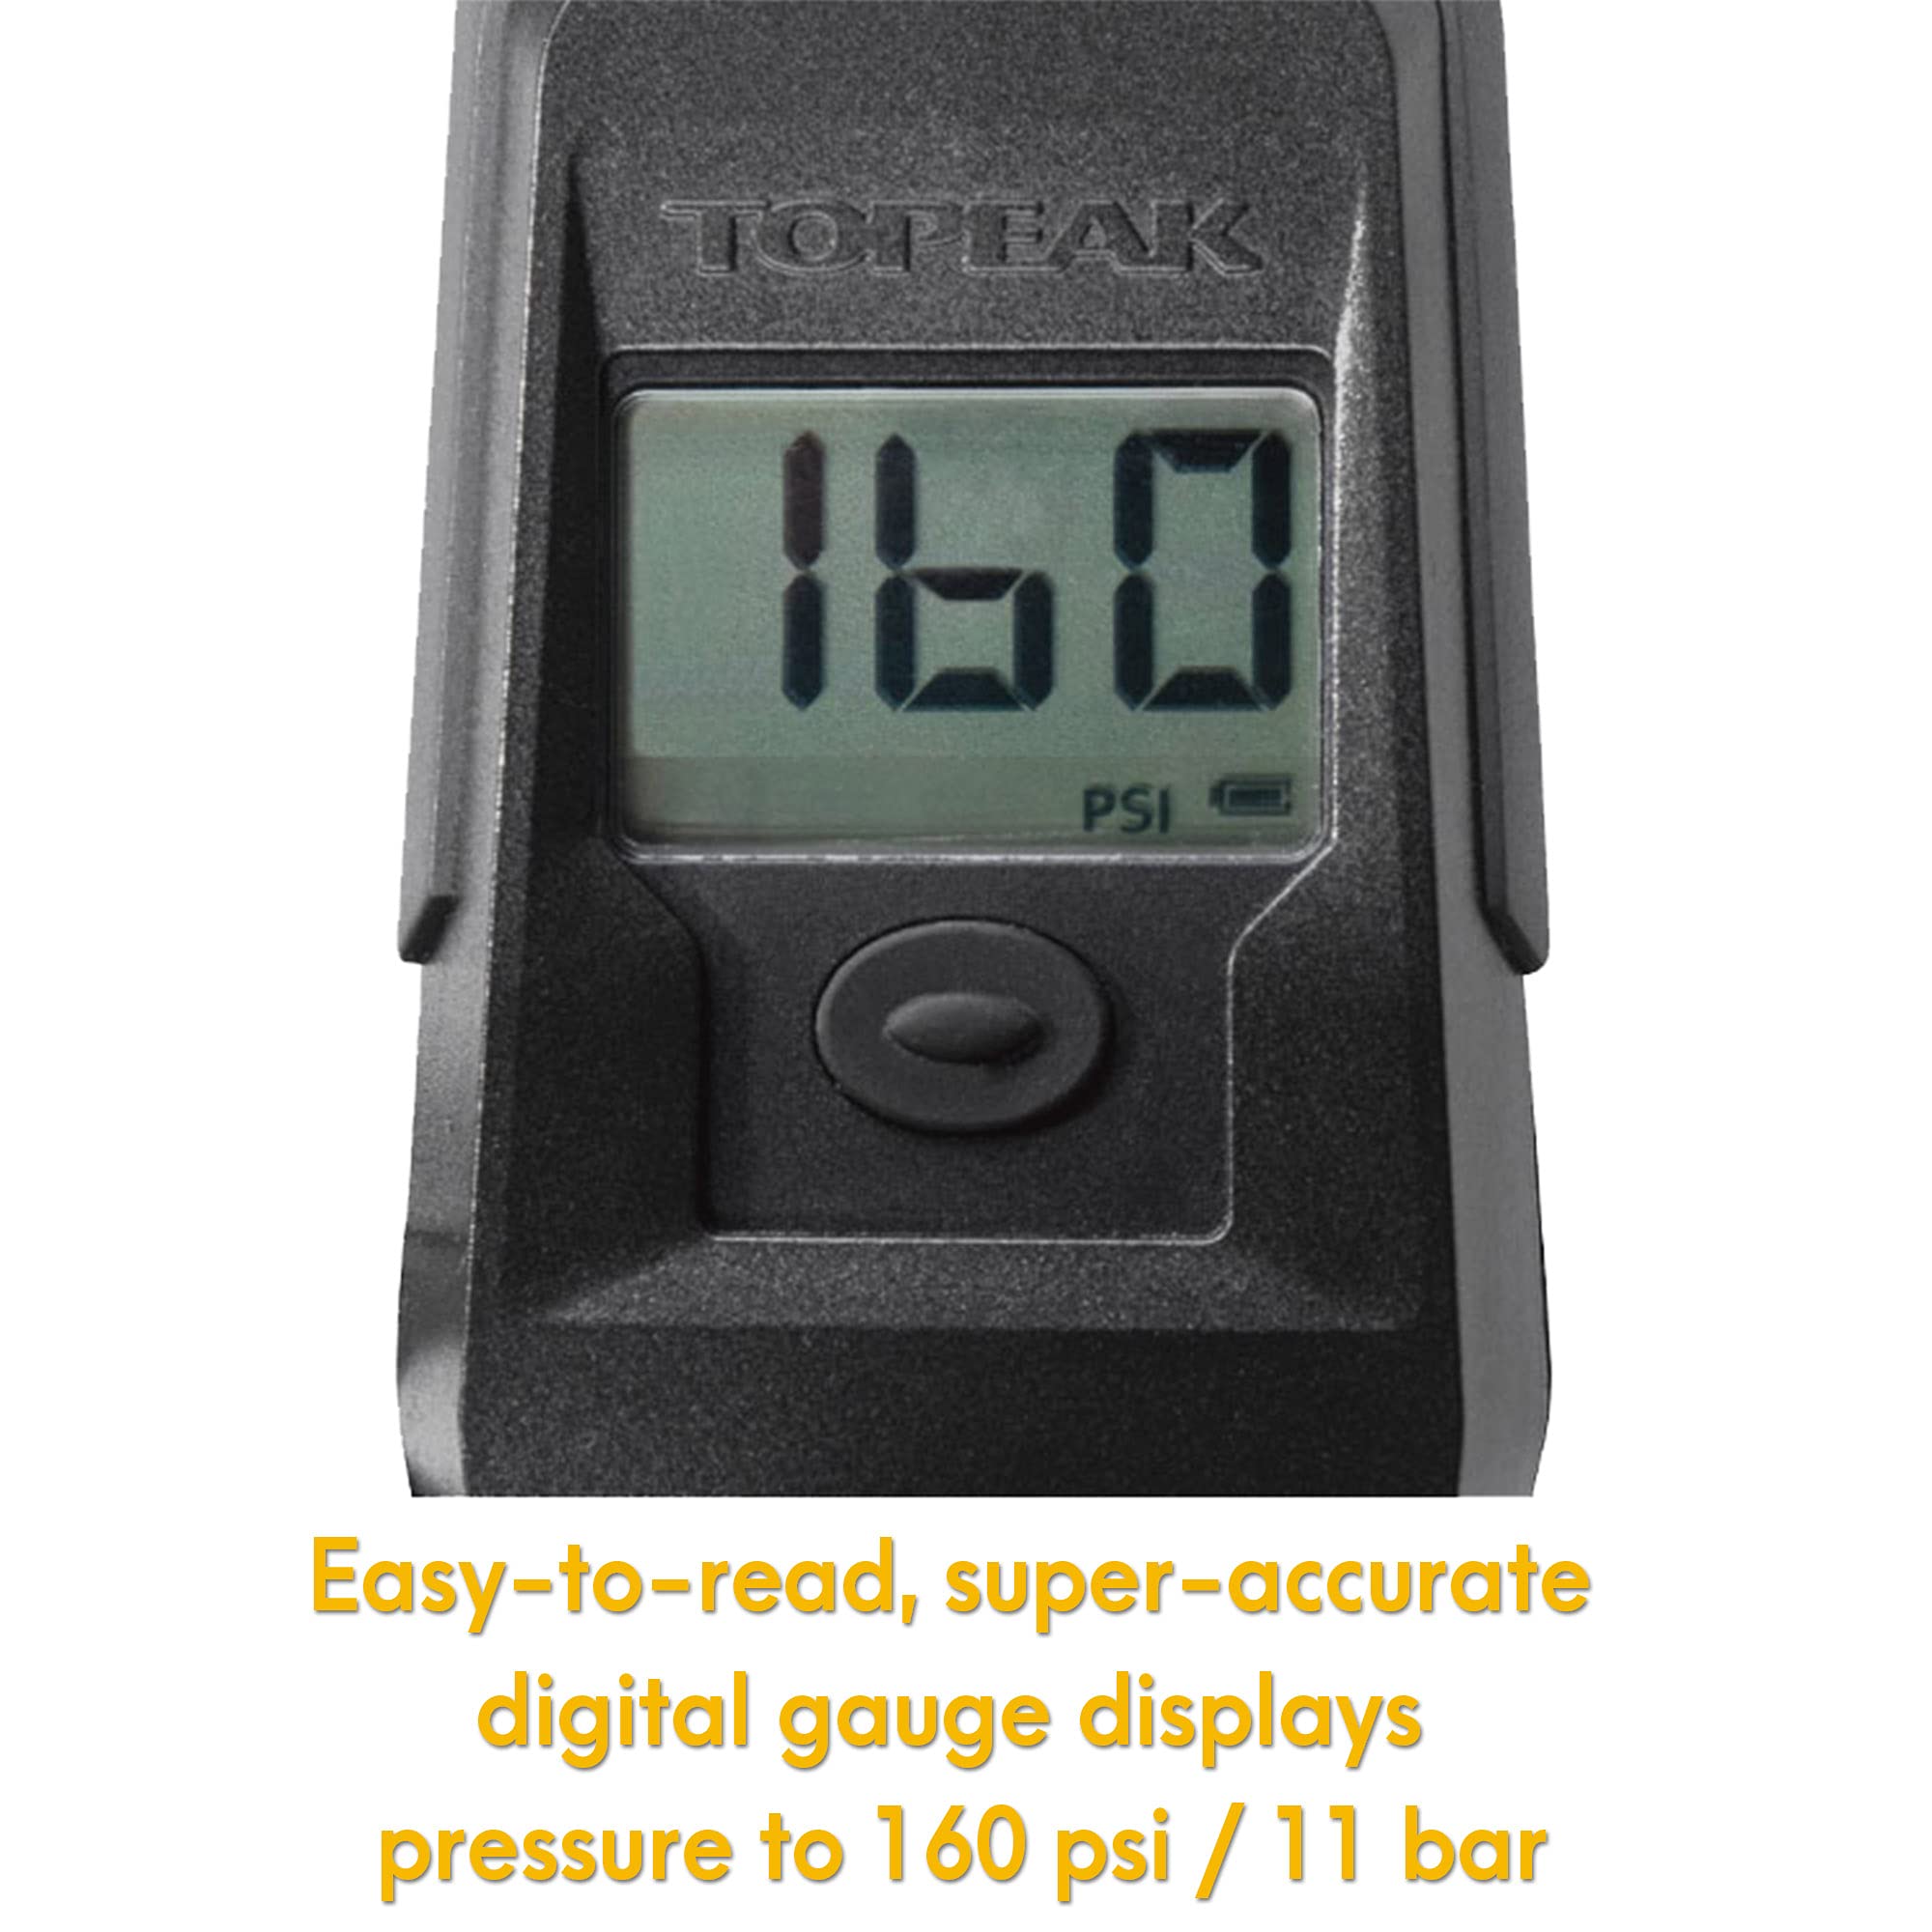 TOPEAK
160
PSI
Easy-to-read, super-accurate
digital gauge displays
pressure to 160 psi / 11 bar